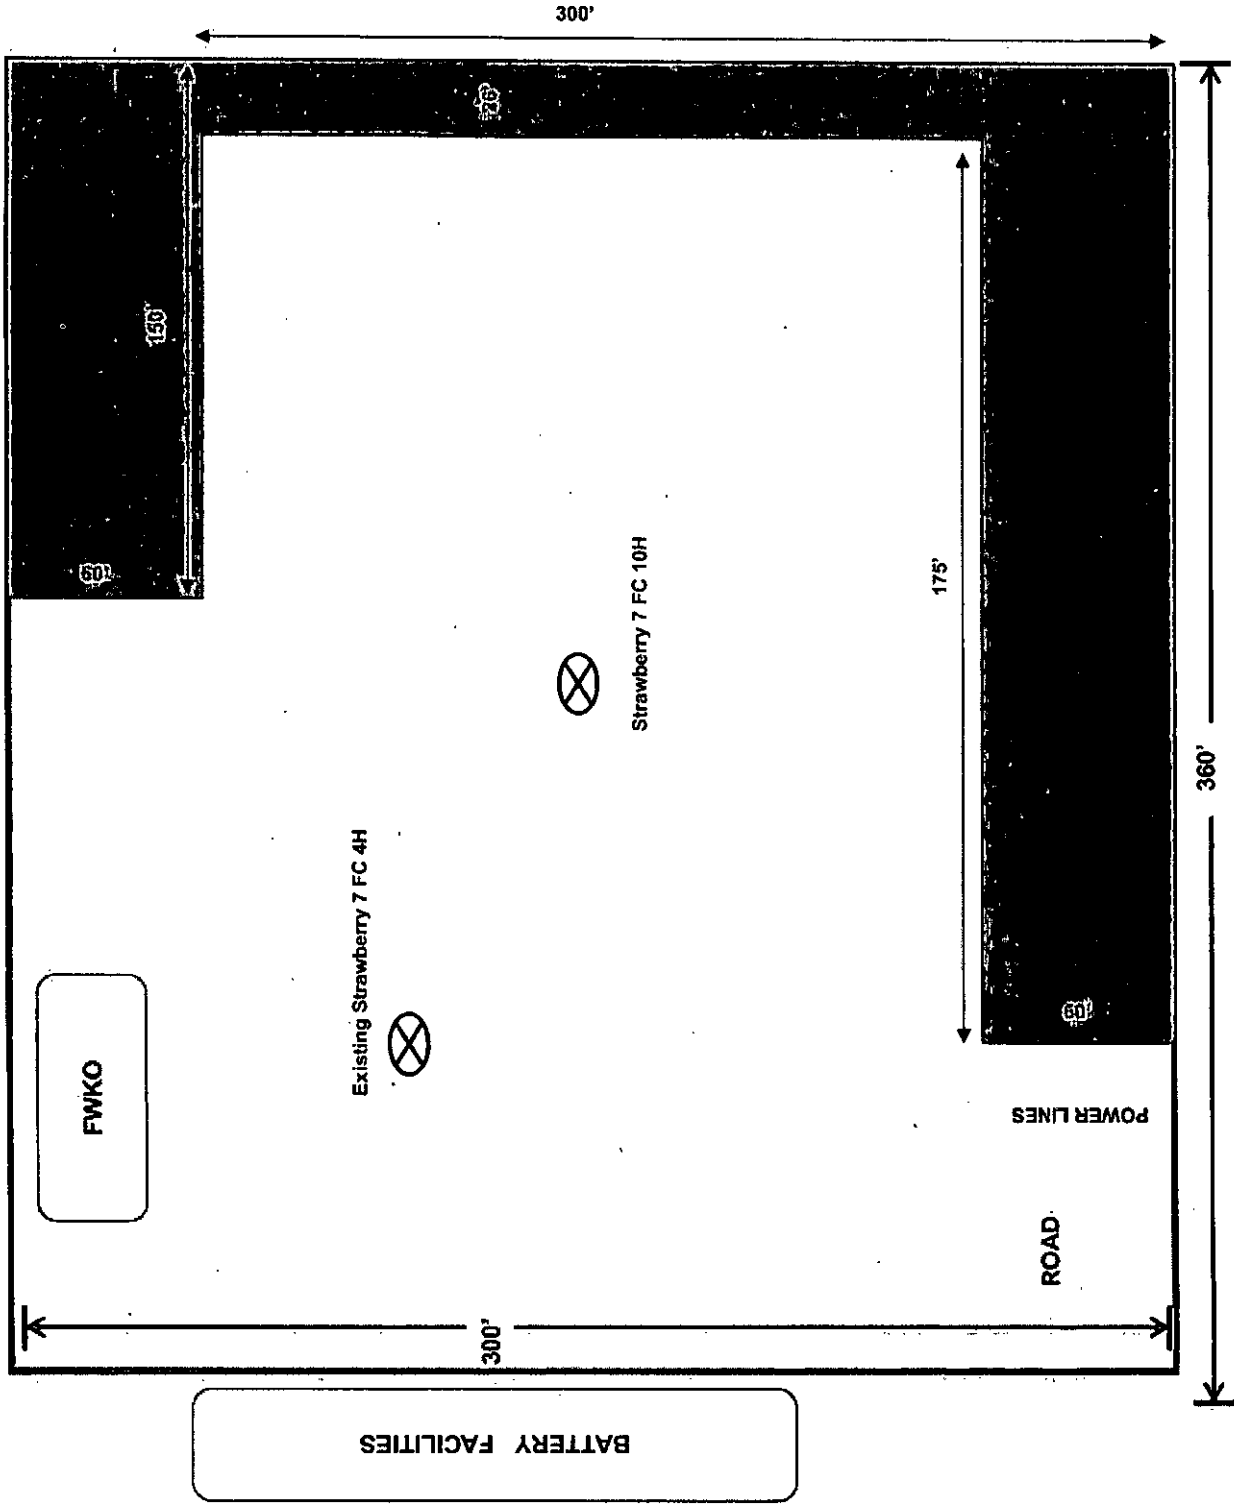 300'
150'
60'
Existing Strawberry 7 FC 4H
Strawberry 7 FC 10H
175'
60'
FWKO
POWER LINES
ROAD
300'
360'
BATTERY FACILITIES